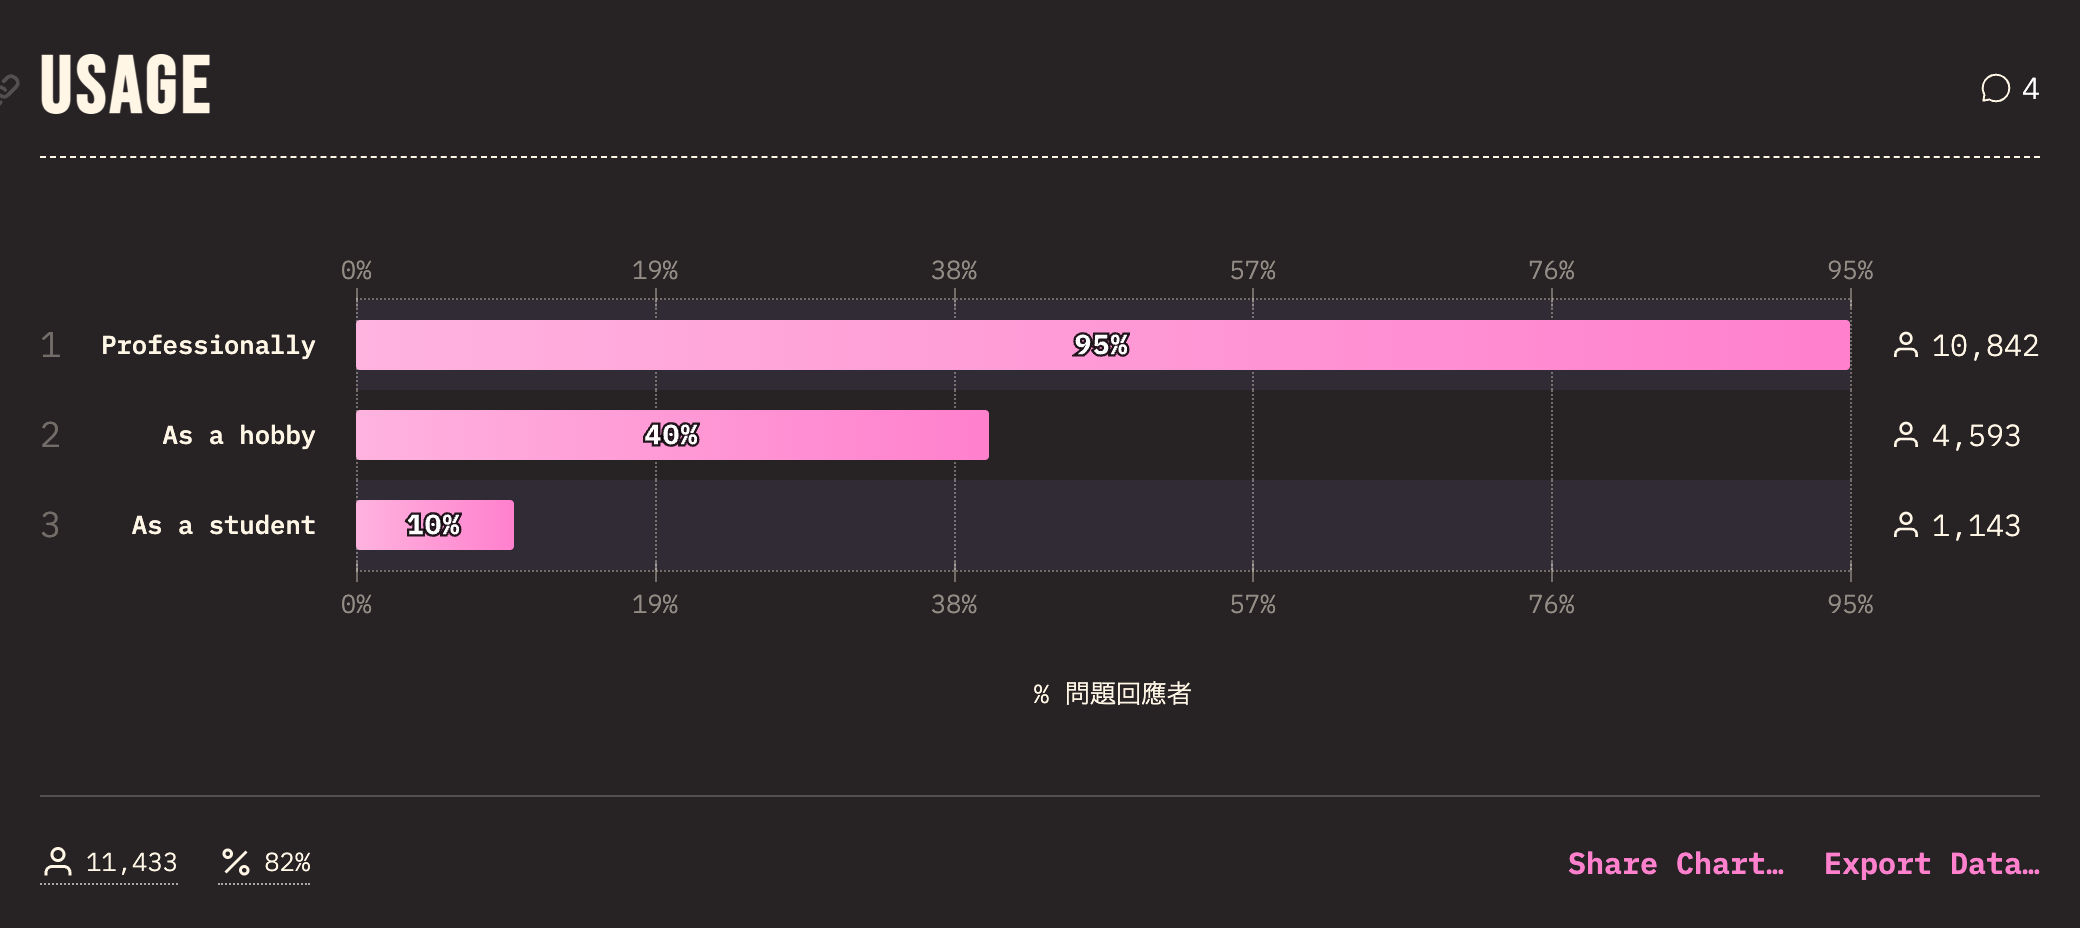 USAGE
4
0% 19% 38% 57% 76% 95%
1 Professionally 95% 10,842
2 As a hobby 40% 4,593
3 As a student 10% 1,143
0% 19% 38% 57% 76% 95%
% 問題回應者
11,433 % 82% Share Chart… Export Data…